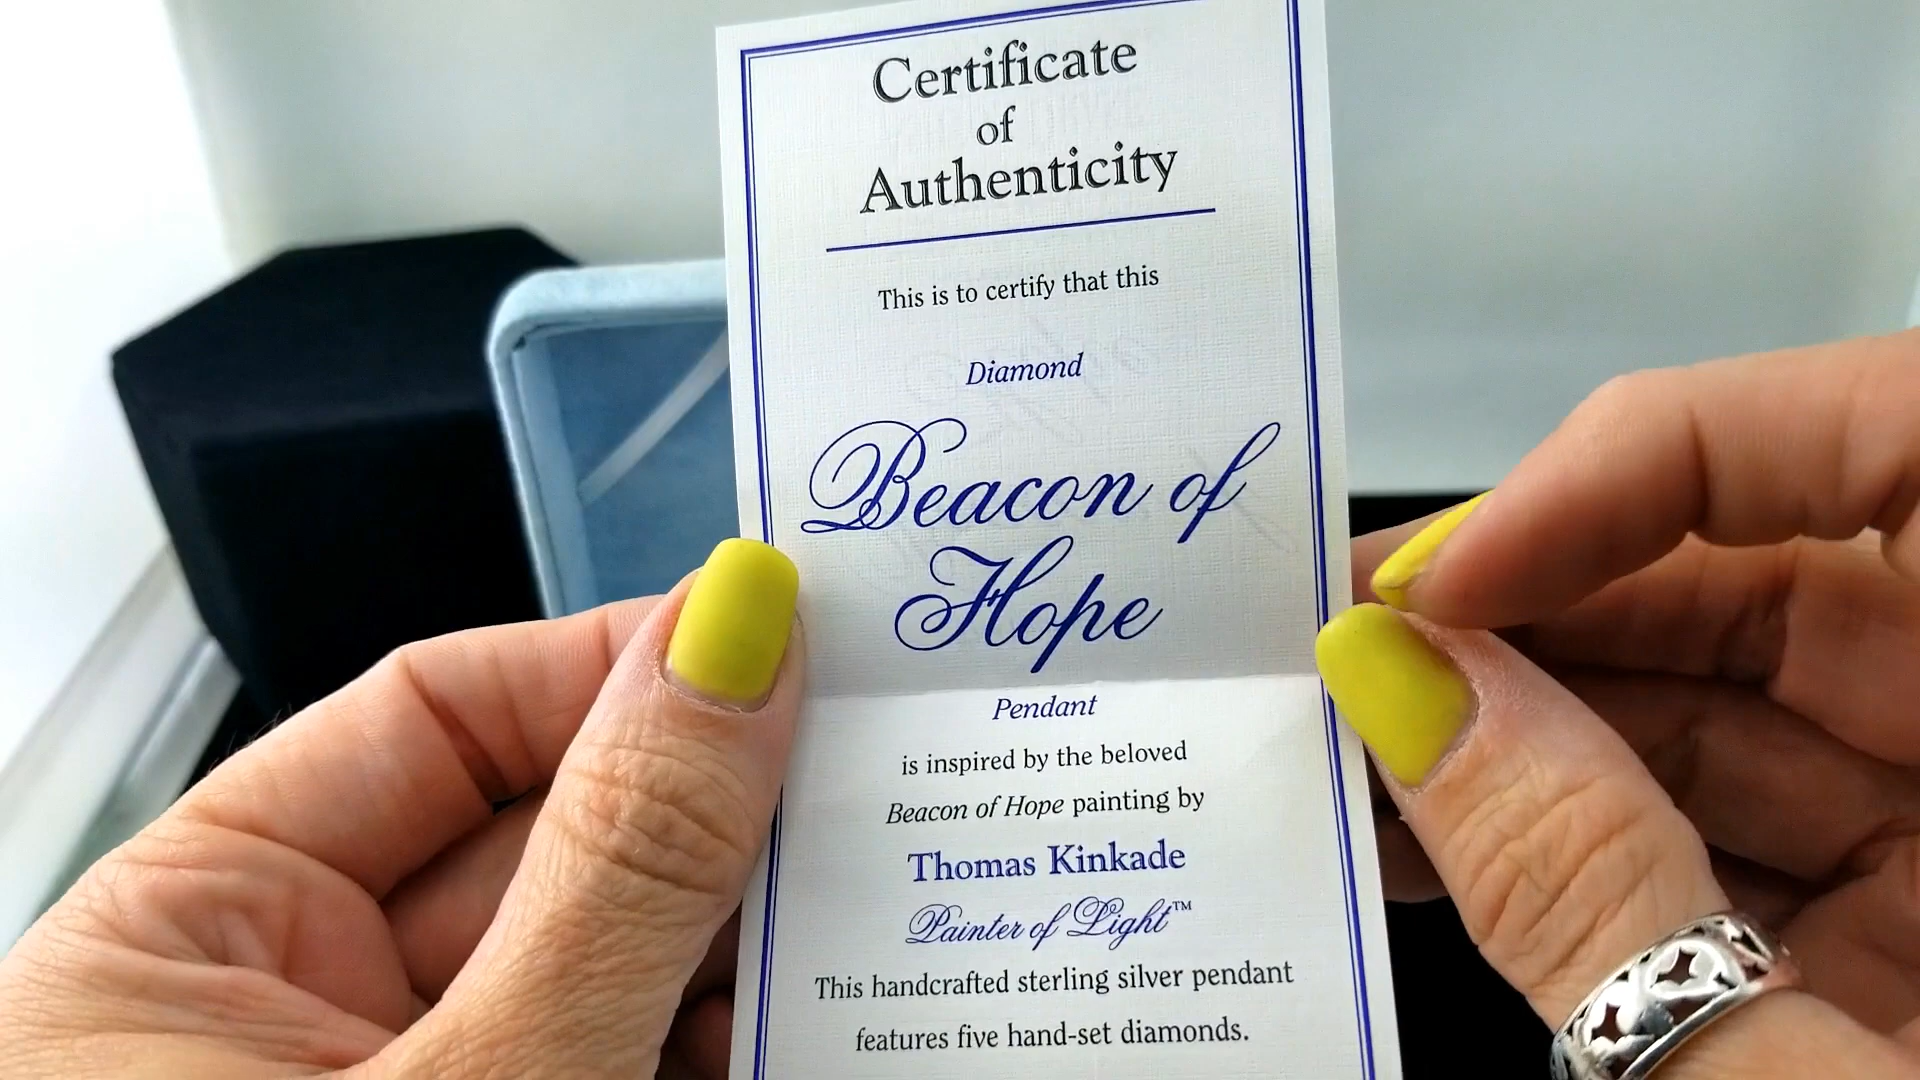 Certificate
of
Authenticity
This is to certify that this
Diamond
Beacon of
Hope
Pendant
is inspired by the beloved
Beacon of Hope painting by
Thomas Kinkade
Painter of Light™
This handcrafted sterling silver pendant
features five hand-set diamonds.